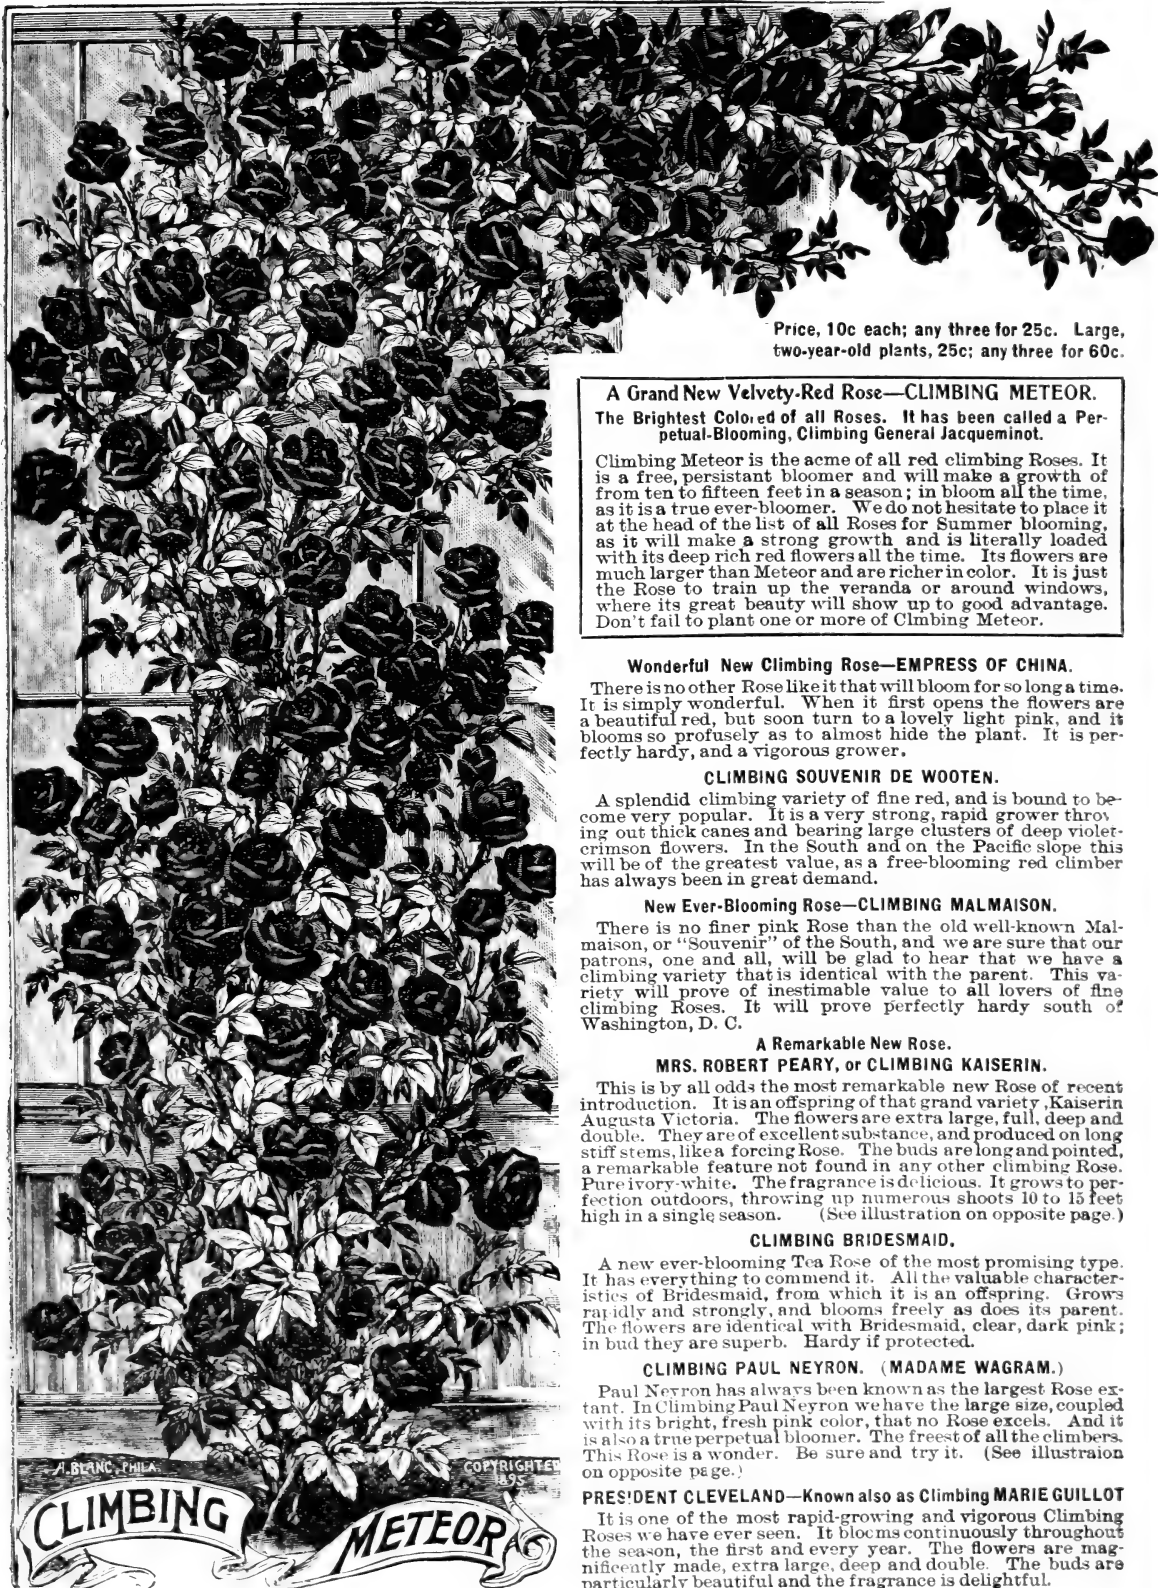 Price, 10c each; any three for 25c. Large,
two-year-old plants, 25c; any three for 60c.
A Grand New Velvety-Red Rose—CLIMBING METEOR.
The Brightest Colored of all Roses. It has been called a Per-
petual-Blooming, Climbing General Jacqueminot.
Climbing Meteor is the acme of all red climbing Roses. It
is a free, persistant bloomer and will make a growth of
from ten to fifteen feet in a season; in bloom all the time,
as it is a true ever-bloomer. We do not hesitate to place it
at the head of the list of all Roses for Summer blooming,
as it will make a strong growth and is literally loaded
with its deep rich red flowers all the time. Its flowers are
much larger than Meteor and are richer in color. It is just
the Rose to train up the veranda or around windows,
where its great beauty will show up to good advantage.
Don't fail to plant one or more of Clmbing Meteor.
Wonderful New Climbing Rose—EMPRESS OF CHINA.
There is no other Rose like it that will bloom for so long a time.
It is simply wonderful. When it first opens the flowers are
a beautiful red, but soon turn to a lovely light pink, and it
blooms so profusely as to almost hide the plant. It is per-
fectly hardy, and a vigorous grower.
CLIMBING SOUVENIR DE WOOTEN.
A splendid climbing variety of fine red, and is bound to be-
come very popular. It is a very strong, rapid grower throw
ing out thick canes and bearing large clusters of deep violet-
crimson flowers. In the South and on the Pacific slope this
will be of the greatest value, as a free-blooming red climber
has always been in great demand.
New Ever-Blooming Rose—CLIMBING MALMAISON.
There is no finer pink Rose than the old well-known Mal-
maison, or "Souvenir" of the South, and we are sure that our
patrons, one and all, will be glad to hear that we have a
climbing variety that is identical with the parent. This va-
riety will prove of inestimable value to all lovers of fine
climbing Roses. It will prove perfectly hardy south of
Washington, D. C.
A Remarkable New Rose.
MRS. ROBERT PEARY, or CLIMBING KAISERIN.
This is by all odds the most remarkable new Rose of recent
introduction. It is an offspring of that grand variety, Kaiserin
Augusta Victoria. The flowers are extra large, full, deep and
double. They are of excellent substance, and produced on long
stiff stems, like a forcing Rose. The buds are long and pointed,
a remarkable feature not found in any other climbing Rose.
Pure ivory-white. The fragrance is delicious. It grows to per-
fection outdoors, throwing up numerous shoots 10 to 15 feet
high in a single season. (See illustration on opposite page.)
CLIMBING BRIDESMAID.
A new ever-blooming Tea Rose of the most promising type.
It has everything to commend it. All the valuable character-
istics of Bridesmaid, from which it is an offspring. Grows
rapidly and strongly, and blooms freely as does its parent.
The flowers are identical with Bridesmaid, clear, dark pink;
in bud they are superb. Hardy if protected.
CLIMBING PAUL NEYRON. (MADAME WAGRAM.)
Paul Neyron has always been known as the largest Rose ex-
tant. In Climbing Paul Neyron we have the large size, coupled
with its bright, fresh pink color, that no Rose excels. And it
is also a true perpetual bloomer. The freest of all the climbers.
This Rose is a wonder. Be sure and try it. (See illustraion
on opposite page.)
PRESIDENT CLEVELAND—Known also as Climbing MARIE GUILLOT
It is one of the most rapid-growing and vigorous Climbing
Roses we have ever seen. It blooms continuously throughout
the season, the first and every year. The flowers are mag-
nificently made, extra large, deep and double. The buds are
particularly beautiful and the fragrance is delightful.
A. BLANC, PHILA.
COPYRIGHTED
1895
CLIMBING
METEOR